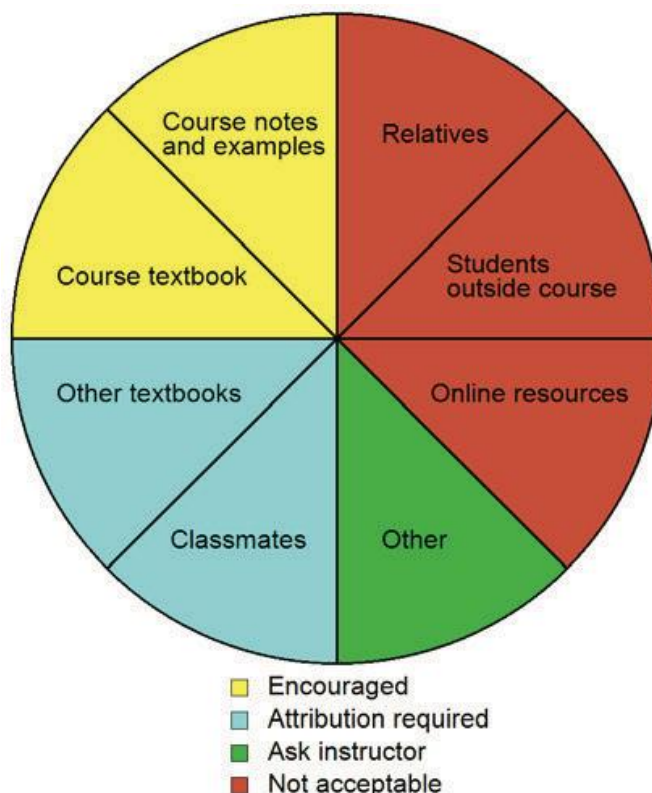 Course notes
and examples
Relatives
Course textbook
Students
outside course
Other textbooks
Online resources
Classmates
Other
Encouraged
Attribution required
Ask instructor
Not acceptable